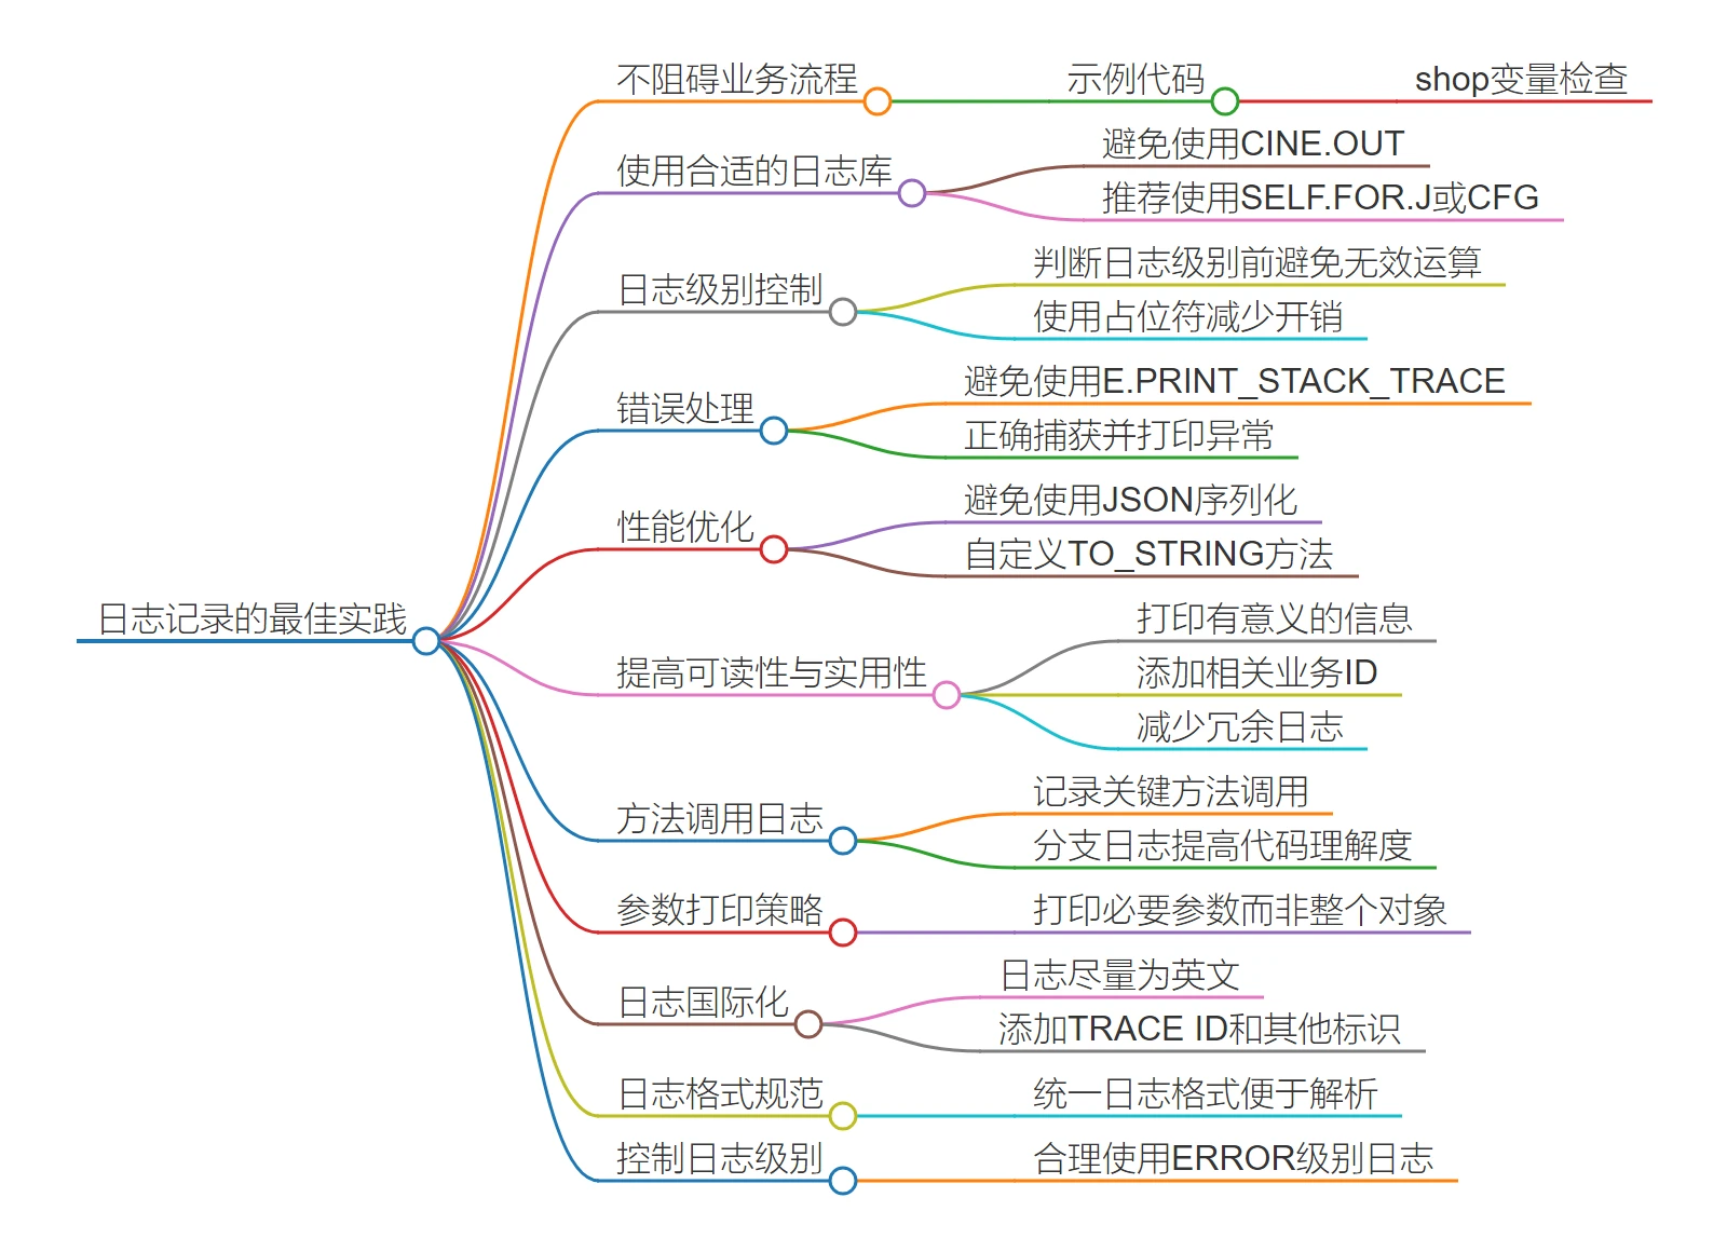 日志记录的最佳实践
不阻碍业务流程
示例代码
shop变量检查
使用合适的日志库
避免使用CINE.OUT
推荐使用SELF.FOR.J或CFG
日志级别控制
判断日志级别前避免无效运算
使用占位符减少开销
错误处理
避免使用E.PRINT_STACK_TRACE
正确捕获并打印异常
性能优化
避免使用JSON序列化
自定义TO_STRING方法
提高可读性与实用性
打印有意义的信息
添加相关业务ID
减少冗余日志
方法调用日志
记录关键方法调用
分支日志提高代码理解度
参数打印策略
打印必要参数而非整个对象
日志国际化
日志尽量为英文
添加TRACE ID和其他标识
日志格式规范
统一日志格式便于解析
控制日志级别
合理使用ERROR级别日志